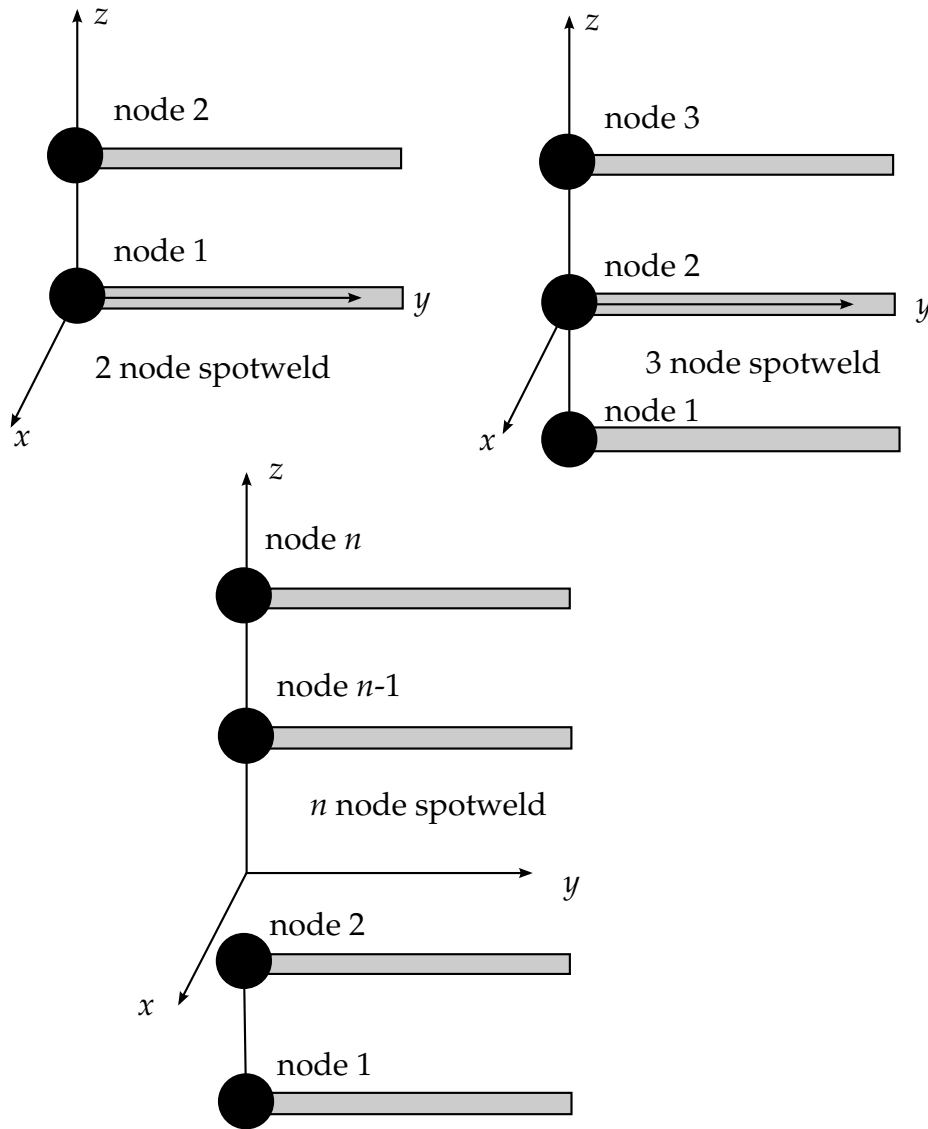 z
node 2
node 1
y
2 node spotweld
x
z
node 3
node 2
y
3 node spotweld
node 1
x
z
node n
node n-1
n node spotweld
y
node 2
x
node 1